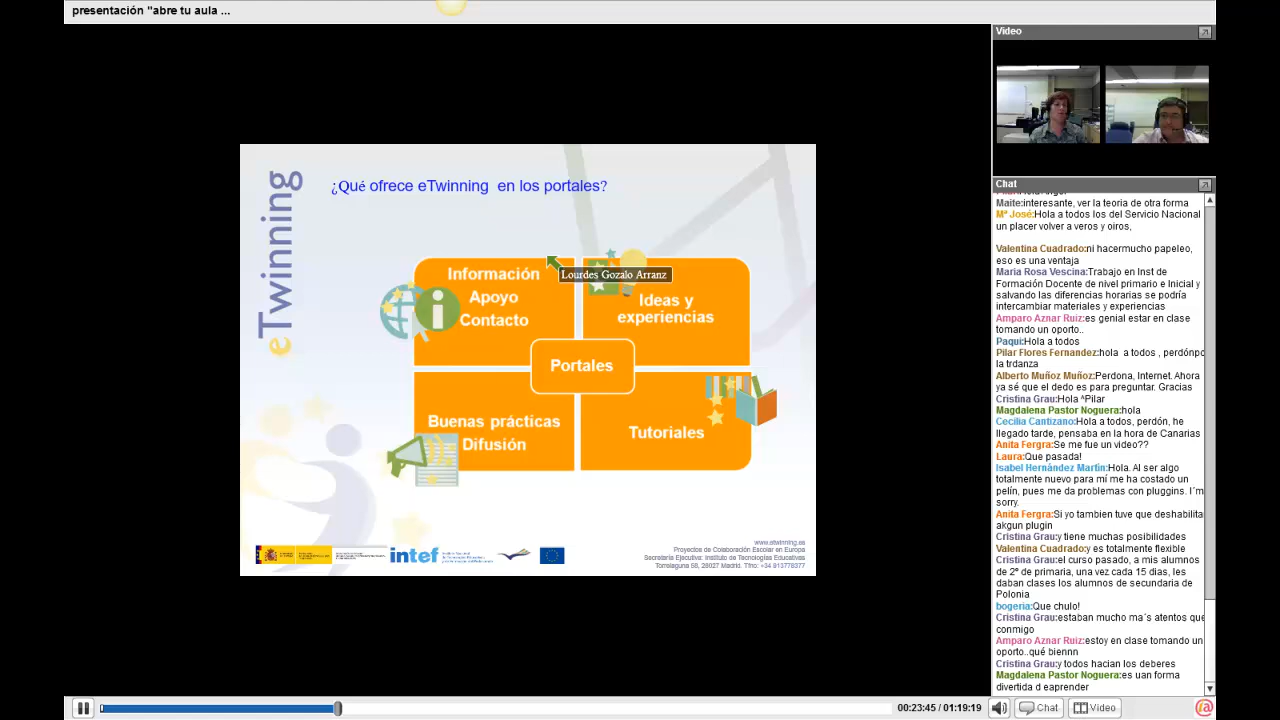 presentación "abre tu aula ...
¿Qué ofrece eTwinning en los portales?
eTwinning
Información
Apoyo
Contacto
Lourdes Gozalo Arranz
Ideas y
experiencias
Portales
Buenas prácticas
Difusión
Tutoriales
intef
www.etwinning.es
Proyectos de Colaboración Escolar en Europa
Secretaría Ejecutiva: Instituto de Tecnologías Educativas
Torrelaguna 58, 28027 Madrid. Tfno: +34 913778377
Video
Chat
Maite:interesante, ver la teoria de otra forma
Mª José:Hola a todos los del Servicio Nacional
un placer volver a veros y oiros,
Valentina Cuadrado:ni hacermucho papeleo,
eso es una ventaja
Maria Rosa Vescina:Trabajo en Inst de
Formación Docente de nivel primario e Inicial y
salvando las diferencias horarias se podría
intercambiar materiales y experiencias
Amparo Aznar Ruiz:es genial estar en clase
tomando un oporto..
Paqui:Hola a todos
Pilar Flores Fernandez:hola a todos , perdónpo
la trdanza
Alberto Muñoz Muñoz:Perdona, Internet. Ahora
ya sé que el dedo es para preguntar. Gracias
Cristina Grau:Hola ^Pilar
Magdalena Pastor Noguera:hola
Cecilia Cantizano:Hola a todos, perdón, he
llegado tarde, pensaba en la hora de Canarias
Anita Fergra:Se me fue un video??
Laura:Que pasada!
Isabel Hernández Martín:Hola. Al ser algo
totalmente nuevo para mí me ha costado un
pelín, pues me da problemas con pluggins. I´m
sorry.
Anita Fergra:Si yo tambien tuve que deshabilita
akgun plugin
Cristina Grau:y tiene muchas posibilidades
Valentina Cuadrado:y es totalmente flexible
Cristina Grau:el curso pasado, a mis alumnos
de 2º de primaria, una vez cada 15 dias, les
daban clases los alumnos de secundaria de
Polonia
bogeria:Que chulo!
Cristina Grau:estaban mucho ma´s atentos que
conmigo
Amparo Aznar Ruiz:estoy en clase tomando un
oporto..qué biennn
Cristina Grau:y todos hacian los deberes
Magdalena Pastor Noguera:es uan forma
divertida d eaprender
00:23:45 / 01:19:19
Chat
Video